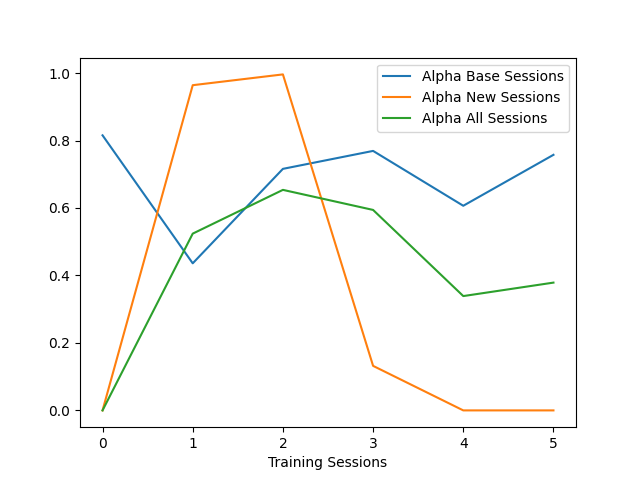 Alpha Base Sessions
Alpha New Sessions
Alpha All Sessions
1.0
0.8
0.6
0.4
0.2
0.0
0 1 2 3 4 5
Training Sessions